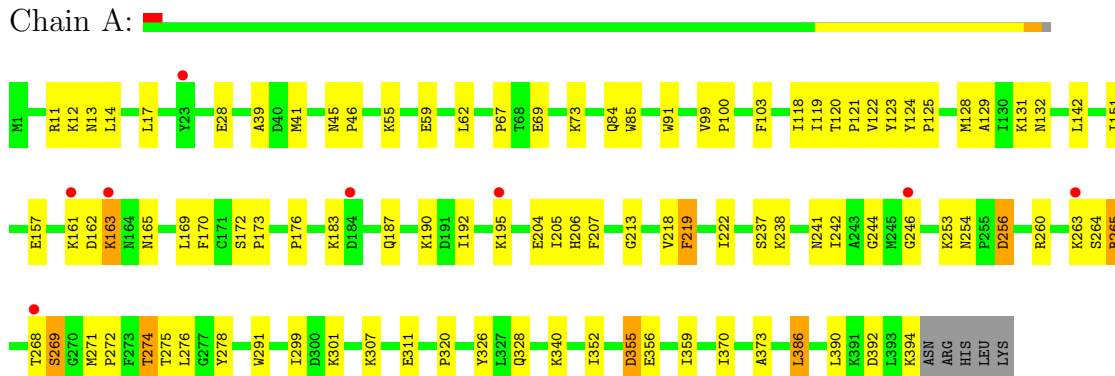 Chain A:
M1 R11 K12 N13 L14 L17 Y23 E28 A39 D40 M41 N45 P46 K55 E59 L62 P67 T68 E69 K73 Q84 W85 W91 V99 P100 F103 I118 I119 T120 P121 V122 Y123 Y124 P125 M128 A129 I130 K131 N132 L142
E157 K161 D162 K163 N164 N165 L169 F170 C171 S172 P173 P176 K183 D184 Q187 K190 D191 I192 K195 E204 I205 H206 F207 G213 V218 F219 I222 S237 K238 N241 I242 A243 G244 M245 G246 K253 N254 P255 D256 R260 K263 S264
T268 S269 G270 M271 P272 F273 T274 T275 L276 G277 Y278 W291 I299 D300 K301 K307 E311 P320 Y326 L327 Q328 K340 I352 D355 E356 I359 I370 A373 L386 L390 K391 D392 L393 K394 ASN ARG HIS LEU LYS